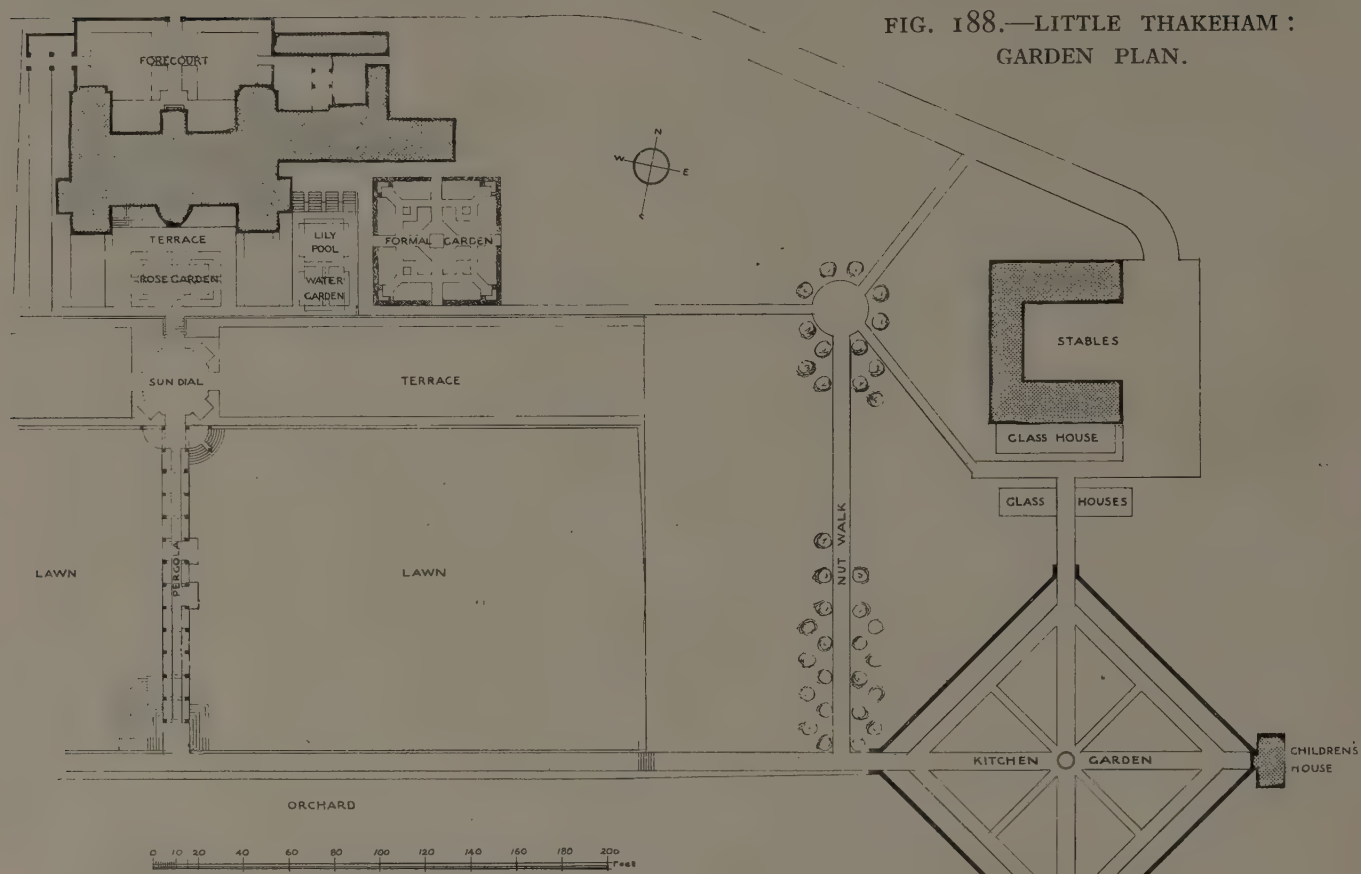 FIG. 188.—LITTLE THAKEHAM:
GARDEN PLAN.
FORECOURT
N
W
E
S
TERRACE
LILY
POOL
FORMAL GARDEN
ROSE GARDEN
WATER
GARDEN
STABLES
SUN DIAL
TERRACE
GLASS HOUSE
GLASS HOUSES
NUT WALK
LAWN
PERGOLA
LAWN
KITCHEN GARDEN
CHILDREN'S
HOUSE
ORCHARD
0 10 20 40 60 80 100 120 140 160 180 200
Feet